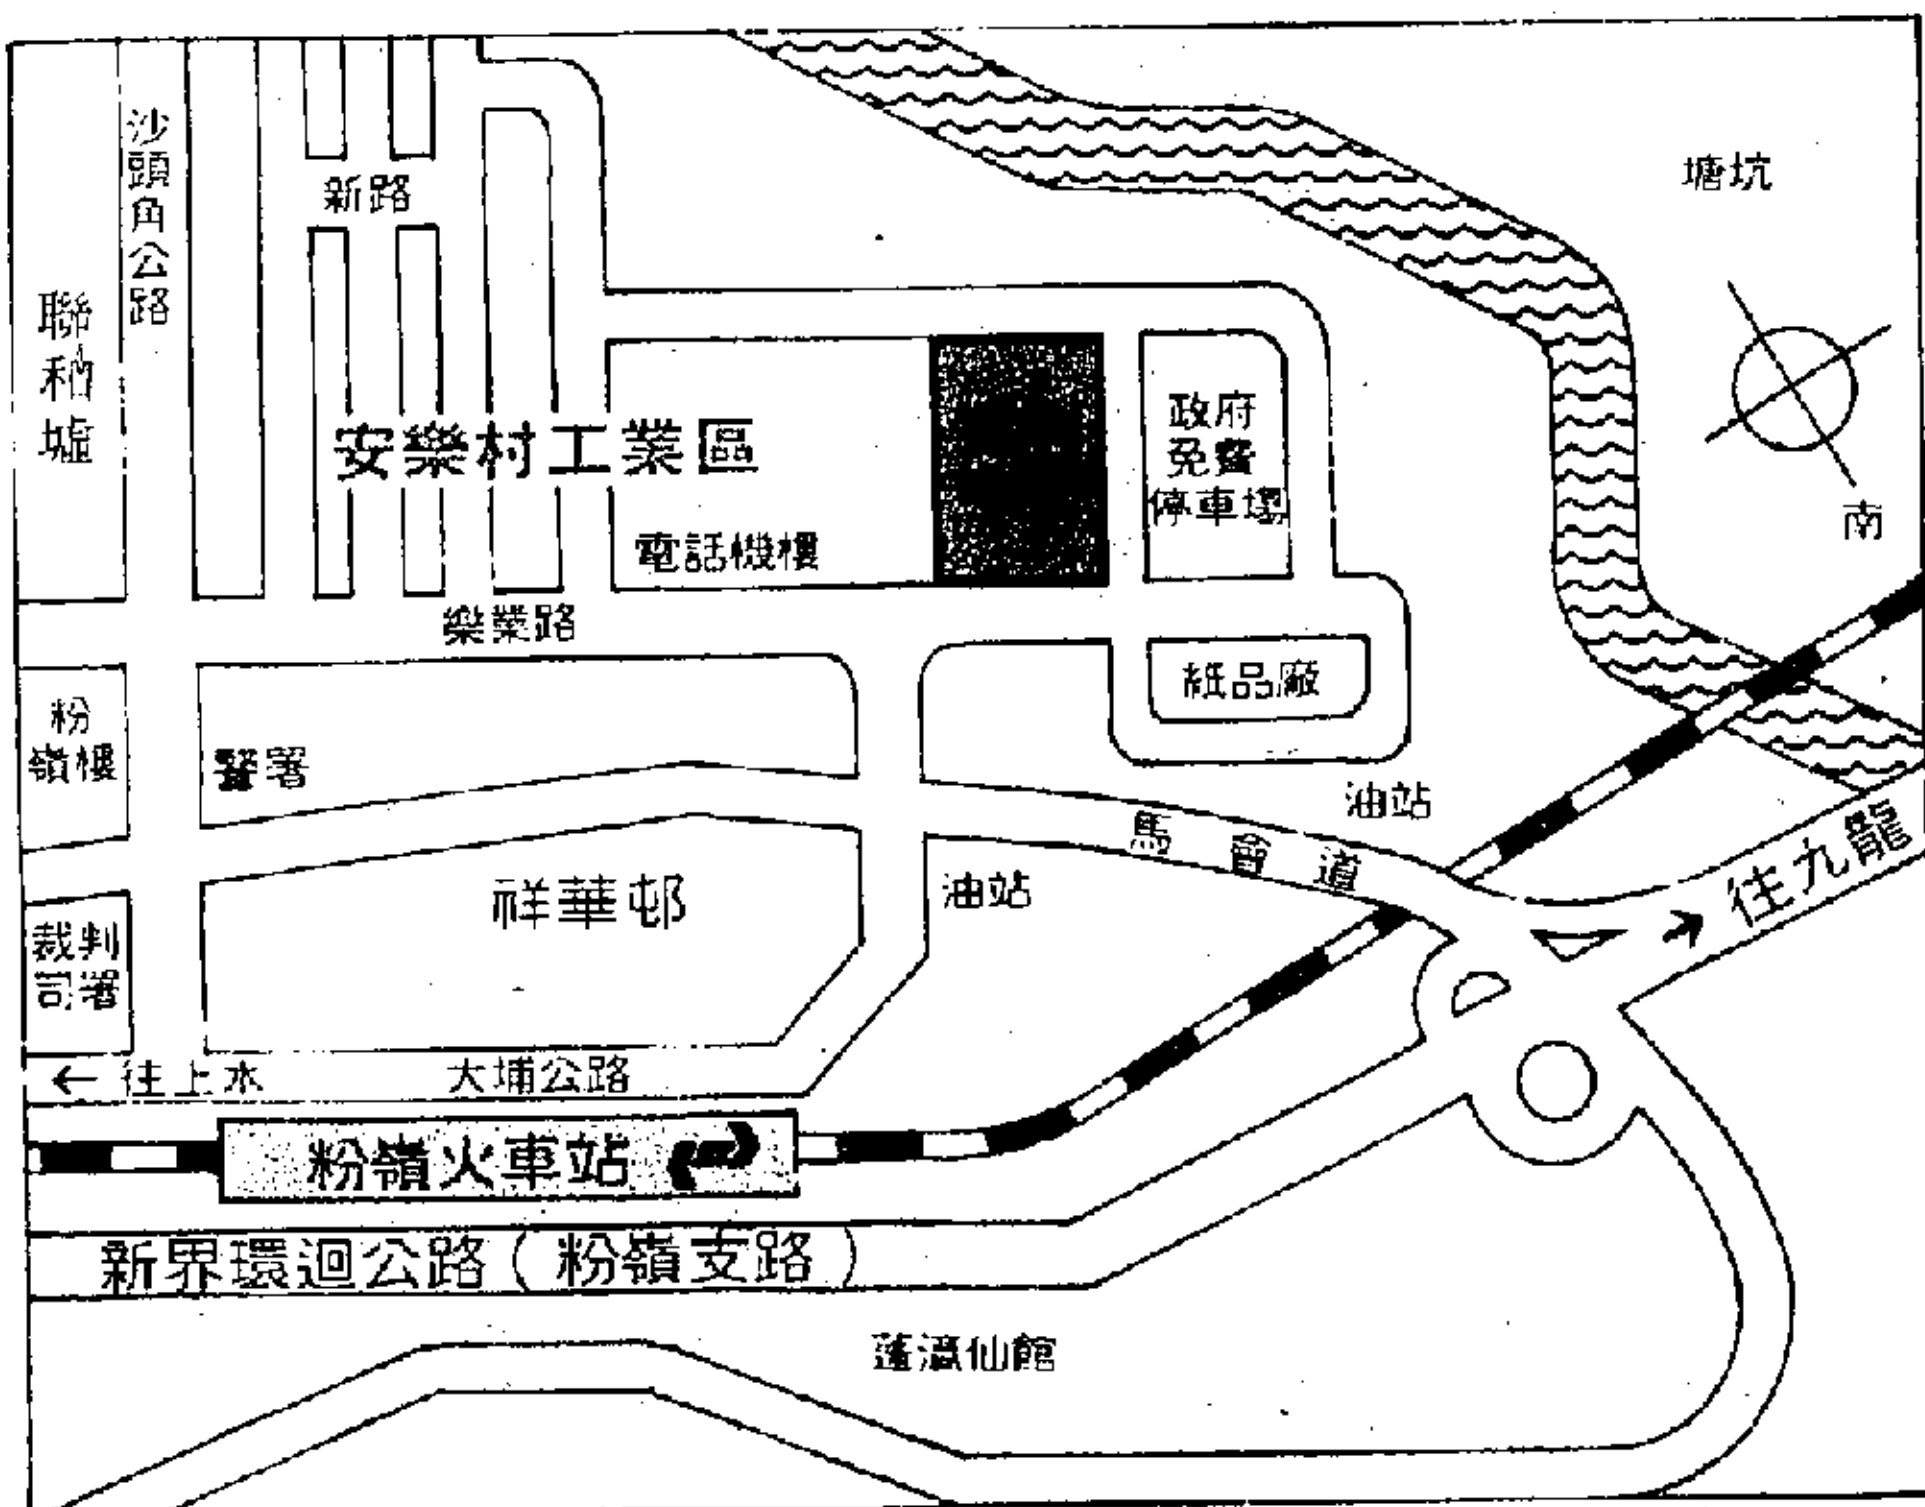 沙頭角公路
新路
塘坑
聯和墟
安樂村工業區
政府
免費
停車場
南
電話機樓
樂業路
紙品廠
粉
嶺樓
警署
油站
馬會道
往九龍
祥華邨
油站
裁判
司署
← 往上水
大埔公路
粉嶺火車站
新界環迴公路(粉嶺支路)
蓬瀛仙館